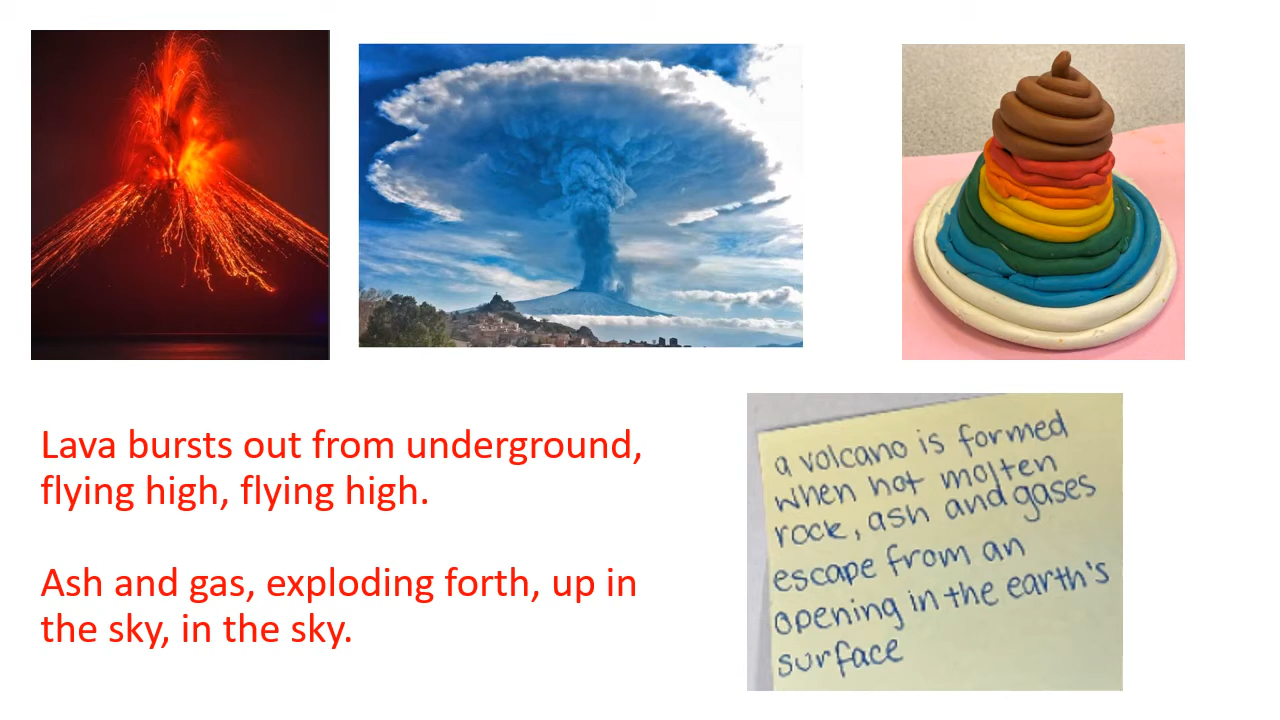 Lava bursts out from underground,
flying high, flying high.
Ash and gas, exploding forth, up in
the sky, in the sky.
a volcano is formed
when hot molten
rock, ash and gases
escape from an
opening in the earth's
surface